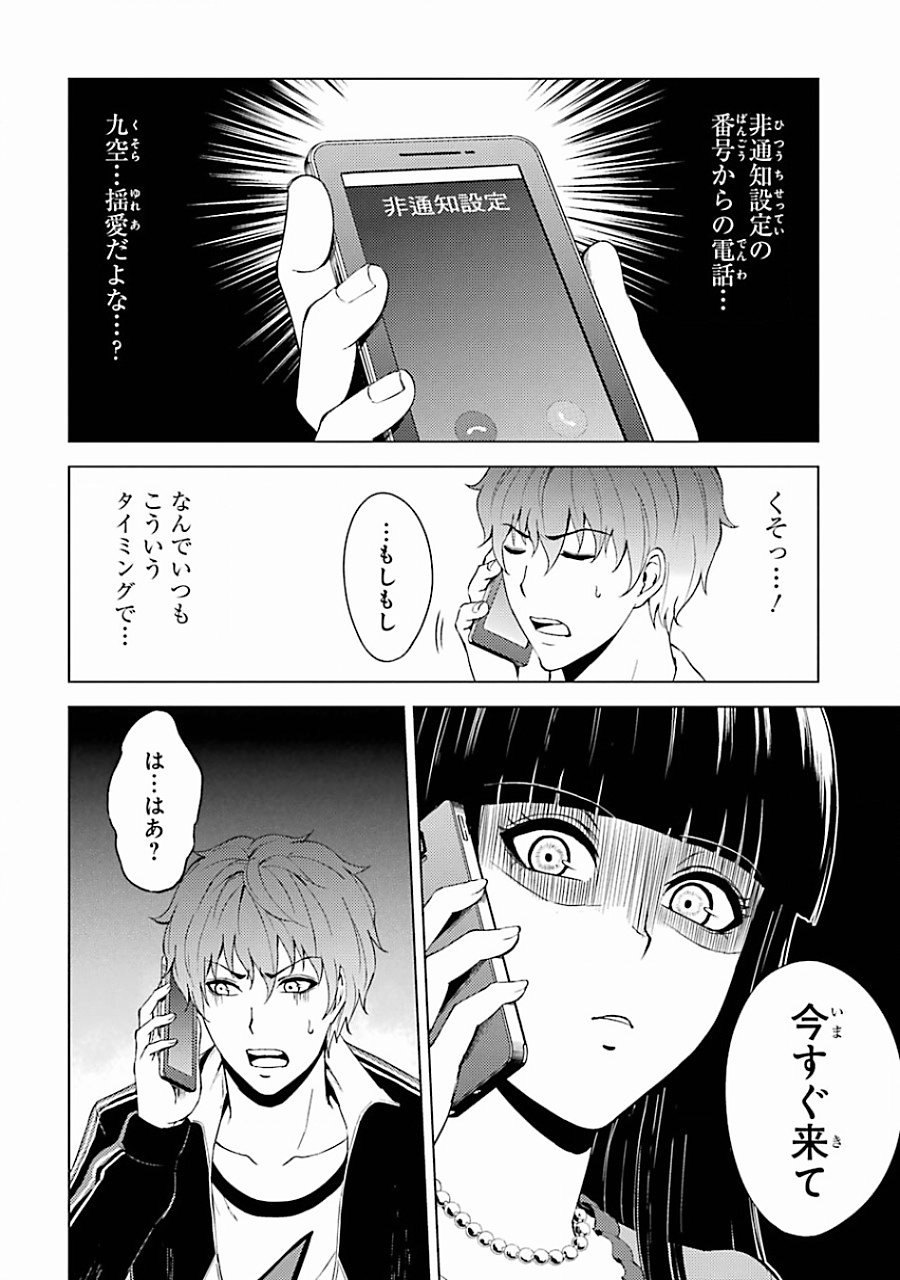 非通知設定の
番号からの電話…
非通知設定
九空…揺愛だよな…?
くそっ…!
…もしもし
なんでいつも
こういう
タイミングで…
今すぐ来て
は…はあ?